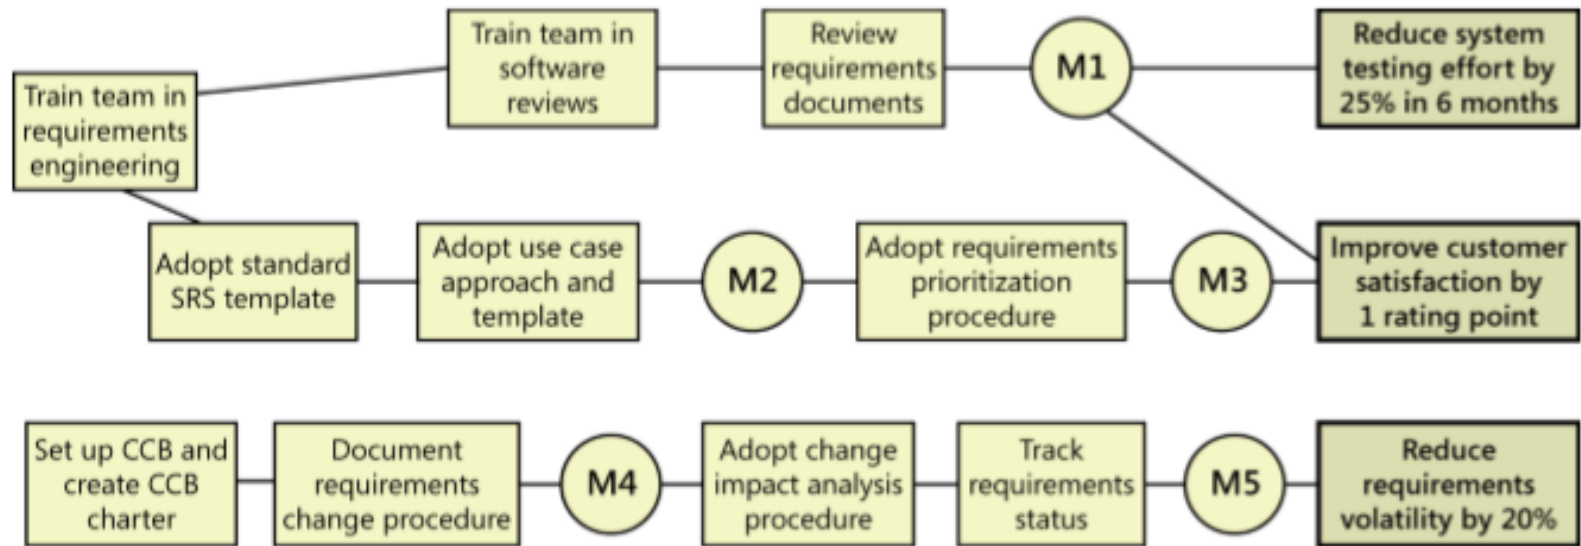 Train team in
requirements
engineering
Train team in
software
reviews
Review
requirements
documents
M1
Reduce system
testing effort by
25% in 6 months
Adopt standard
SRS template
Adopt use case
approach and
template
M2
Adopt requirements
prioritization
procedure
M3
Improve customer
satisfaction by
1 rating point
Set up CCB and
create CCB
charter
Document
requirements
change procedure
M4
Adopt change
impact analysis
procedure
Track
requirements
status
M5
Reduce
requirements
volatility by 20%